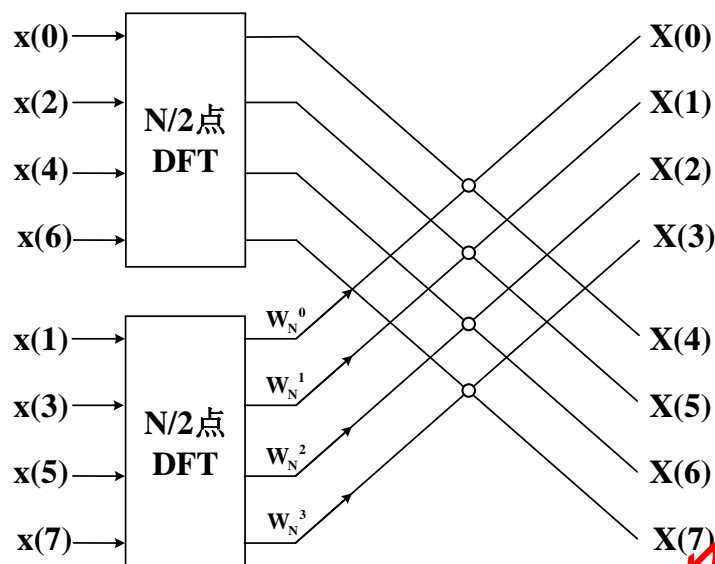 x(0)
x(2)
x(4)
x(6)
N/2点
DFT
x(1)
x(3)
x(5)
x(7)
N/2点
DFT
W_N^0
W_N^1
W_N^2
W_N^3
X(0)
X(1)
X(2)
X(3)
X(4)
X(5)
X(6)
X(7)